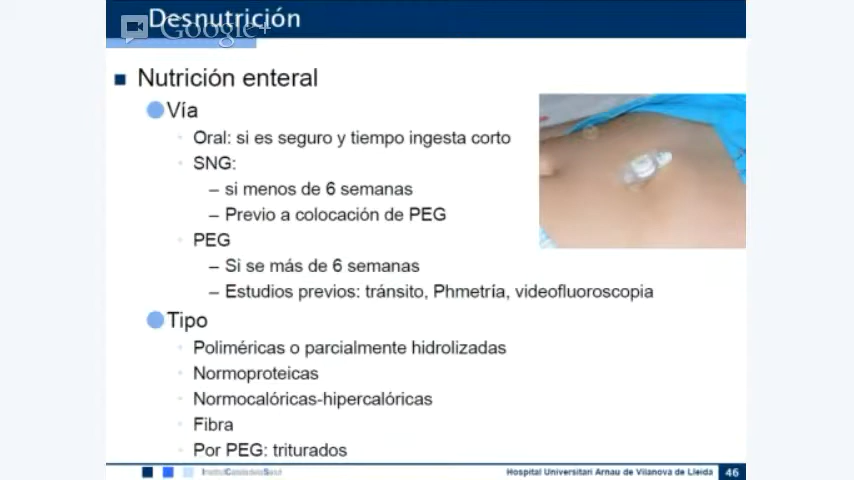 Desnutrición
Google+
Nutrición enteral
Vía
Oral: si es seguro y tiempo ingesta corto
SNG:
– si menos de 6 semanas
– Previo a colocación de PEG
PEG
– Si se más de 6 semanas
– Estudios previos: tránsito, Phmetría, videofluoroscopia
Tipo
Poliméricas o parcialmente hidrolizadas
Normoproteicas
Normocalóricas-hipercalóricas
Fibra
Por PEG: triturados
Hospital Universitari Arnau de Vilanova de Lleida 46